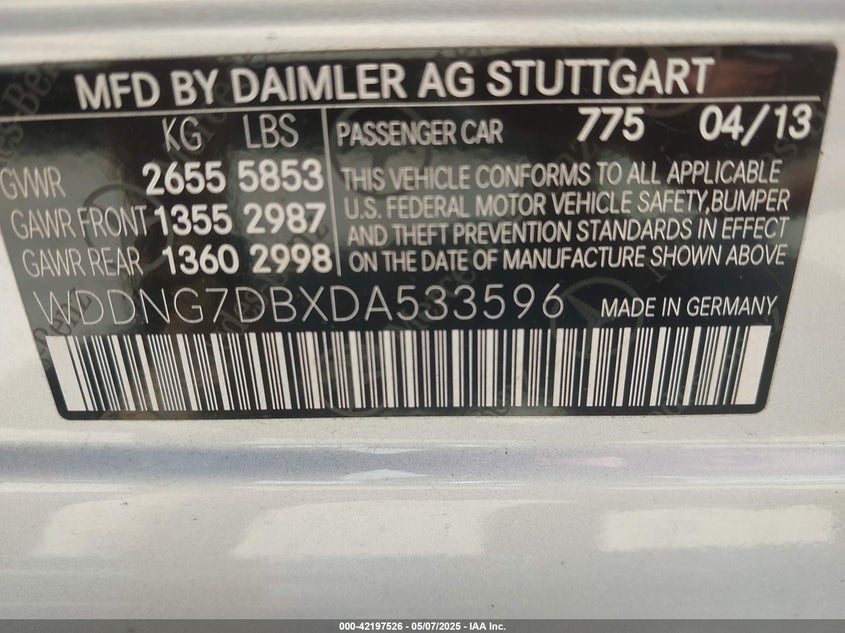 MFD BY DAIMLER AG STUTTGART
KG LBS
GVWR 2655 5853
GAWR FRONT 1355 2987
GAWR REAR 1360 2998
PASSENGER CAR 775 04/13
THIS VEHICLE CONFORMS TO ALL APPLICABLE
U.S. FEDERAL MOTOR VEHICLE SAFETY,BUMPER
AND THEFT PREVENTION STANDARDS IN EFFECT
ON THE DATE OF MANUFACTURE SHOWN ABOVE
WDDNG7DBXDA533596 MADE IN GERMANY
000-42197526 - 05/07/2025 - IAA Inc.